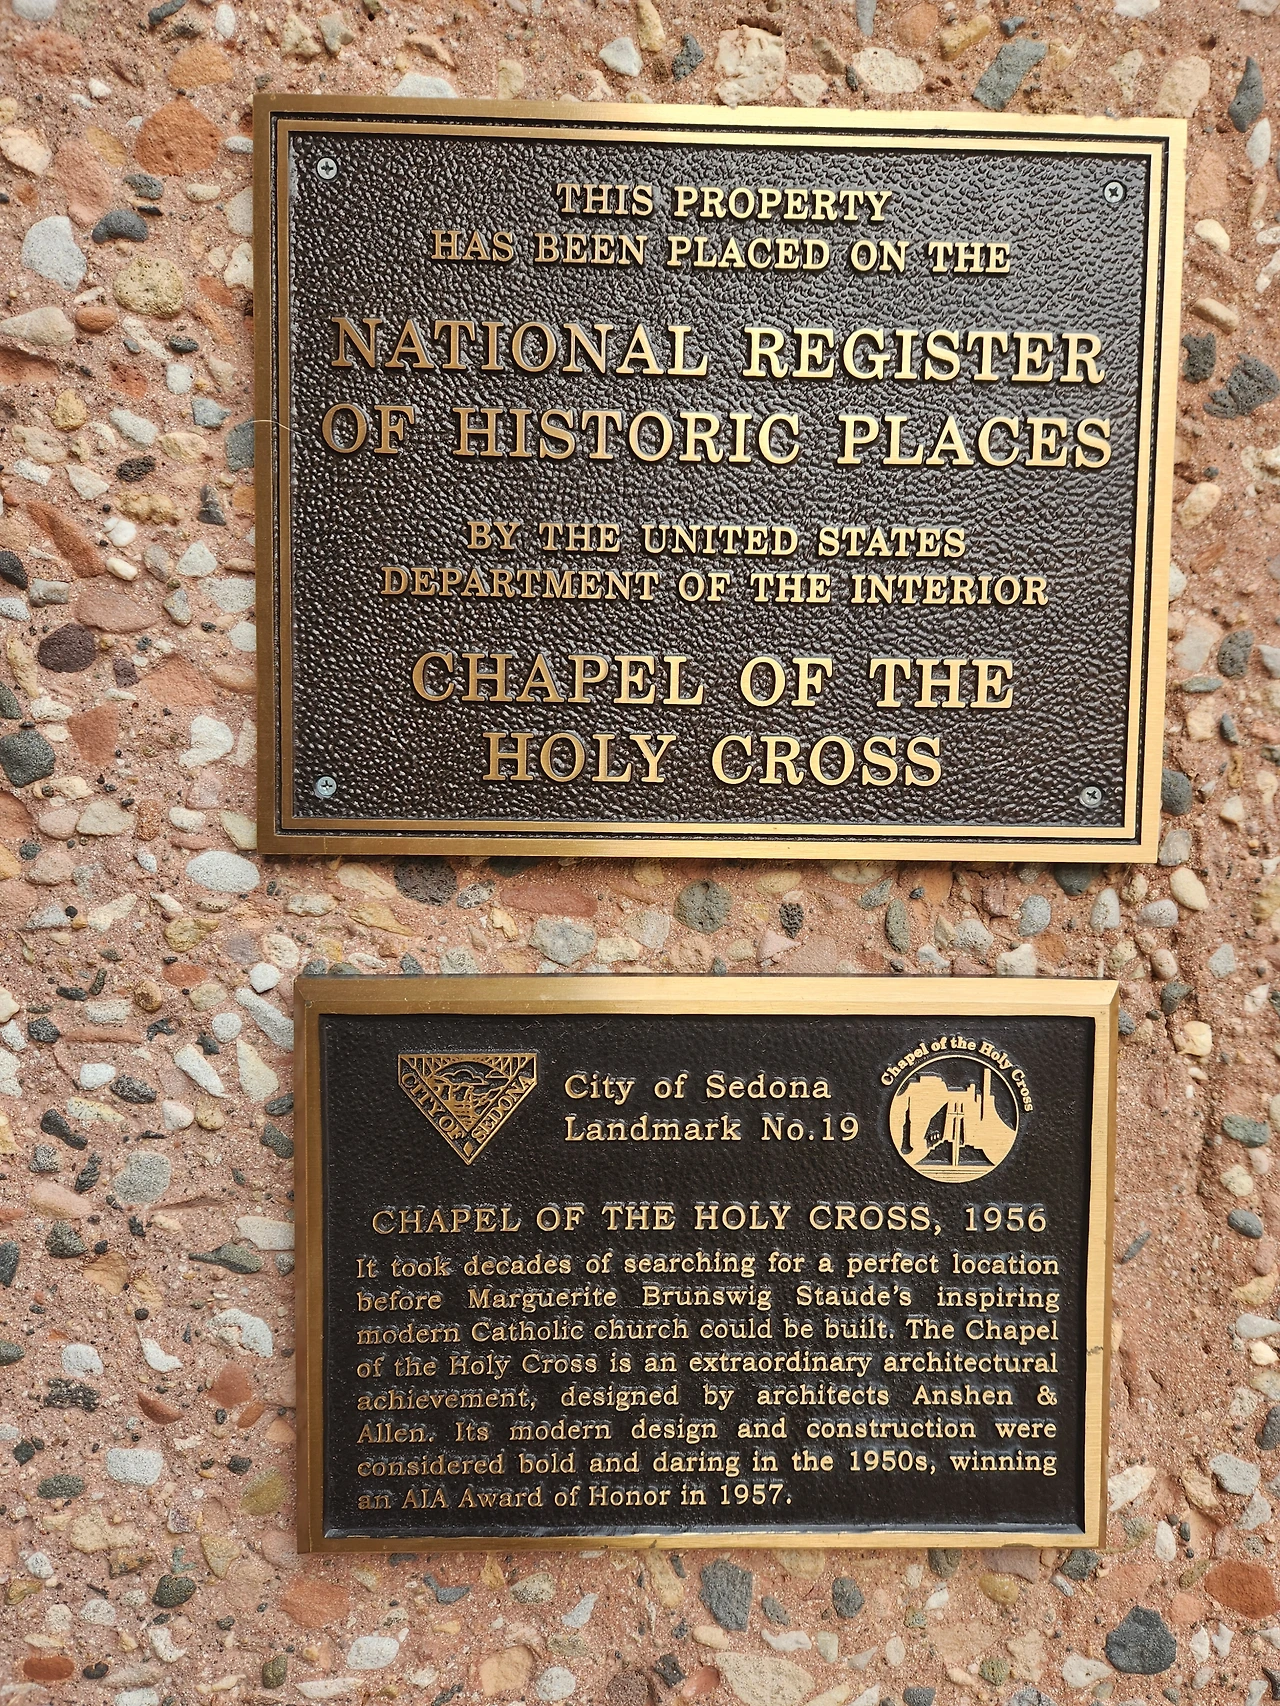 THIS PROPERTY
HAS BEEN PLACED ON THE
NATIONAL REGISTER
OF HISTORIC PLACES
BY THE UNITED STATES
DEPARTMENT OF THE INTERIOR
CHAPEL OF THE
HOLY CROSS
CITY OF SEDONA
City of Sedona
Landmark No.19
Chapel of the Holy Cross
CHAPEL OF THE HOLY CROSS, 1956
It took decades of searching for a perfect location
before Marguerite Brunswig Staude's inspiring
modern Catholic church could be built. The Chapel
of the Holy Cross is an extraordinary architectural
achievement, designed by architects Anshen &
Allen. Its modern design and construction were
considered bold and daring in the 1950s, winning
an AIA Award of Honor in 1957.